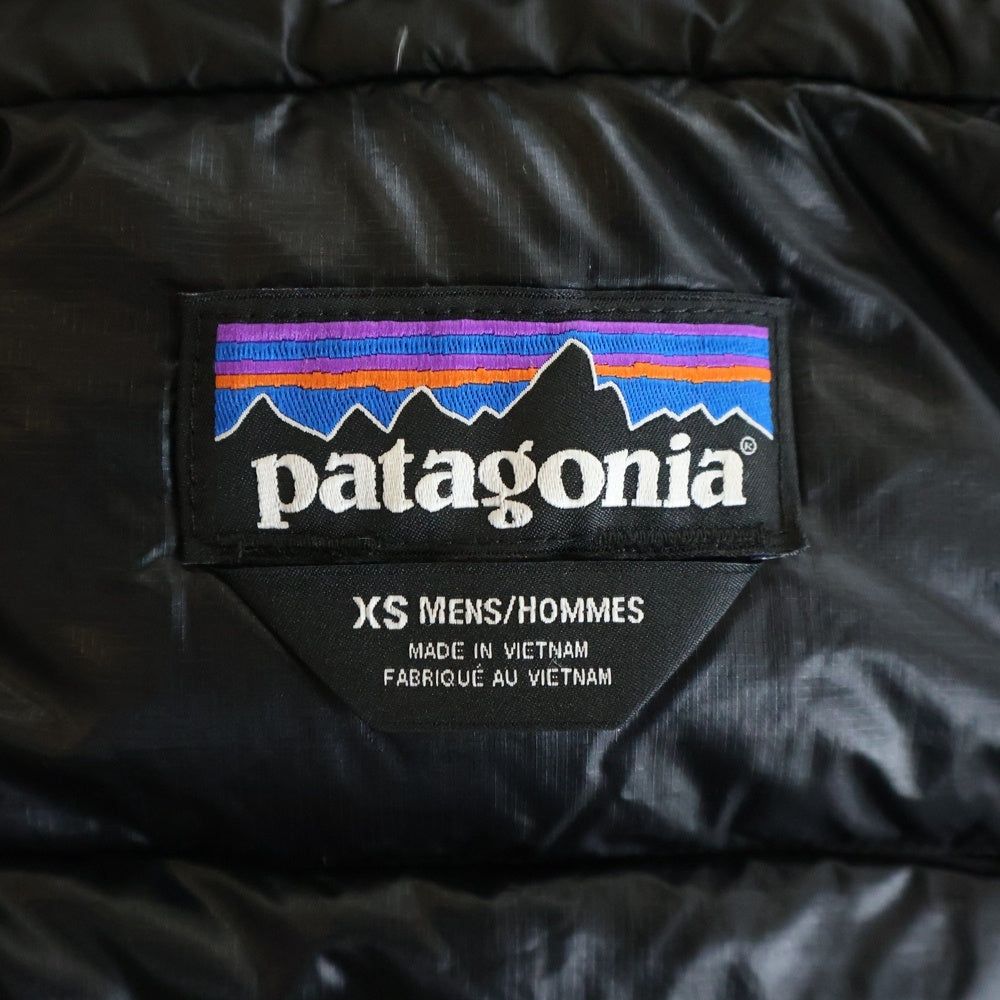 patagonia®
XS MENS/HOMMES
MADE IN VIETNAM
FABRIQUÉ AU VIETNAM